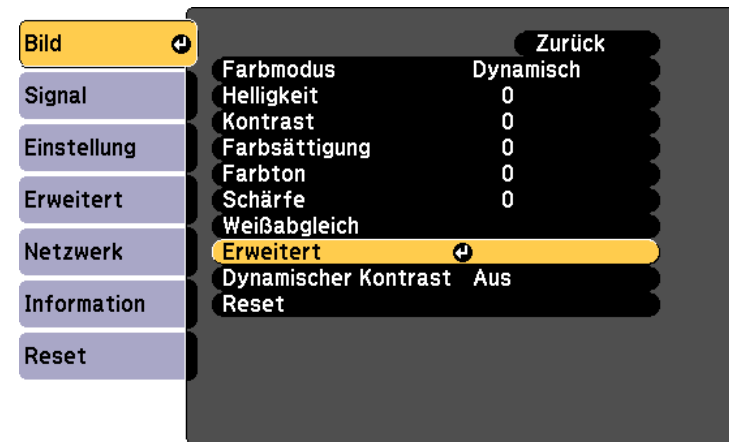 Bild
Signal
Einstellung
Erweitert
Netzwerk
Information
Reset
Zurück
Farbmodus Dynamisch
Helligkeit 0
Kontrast 0
Farbsättigung 0
Farbton 0
Schärfe 0
Weißabgleich
Erweitert
Dynamischer Kontrast Aus
Reset